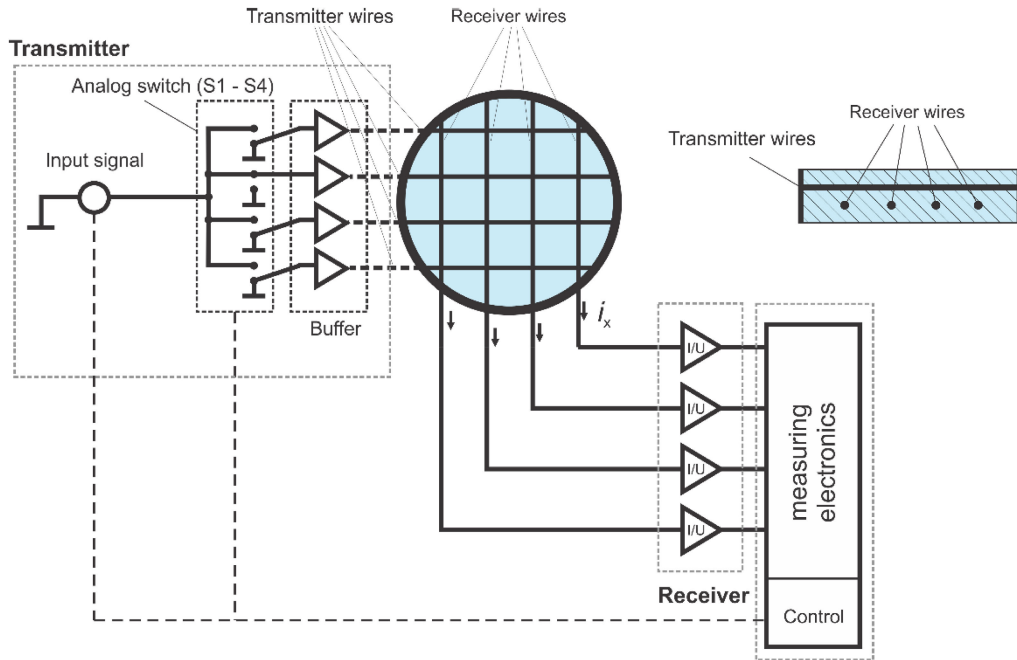 Transmitter wires
Receiver wires
Transmitter
Analog switch (S1 - S4)
Input signal
Buffer
Receiver wires
Transmitter wires
ix
I/U
I/U
I/U
I/U
measuring
electronics
Receiver
Control